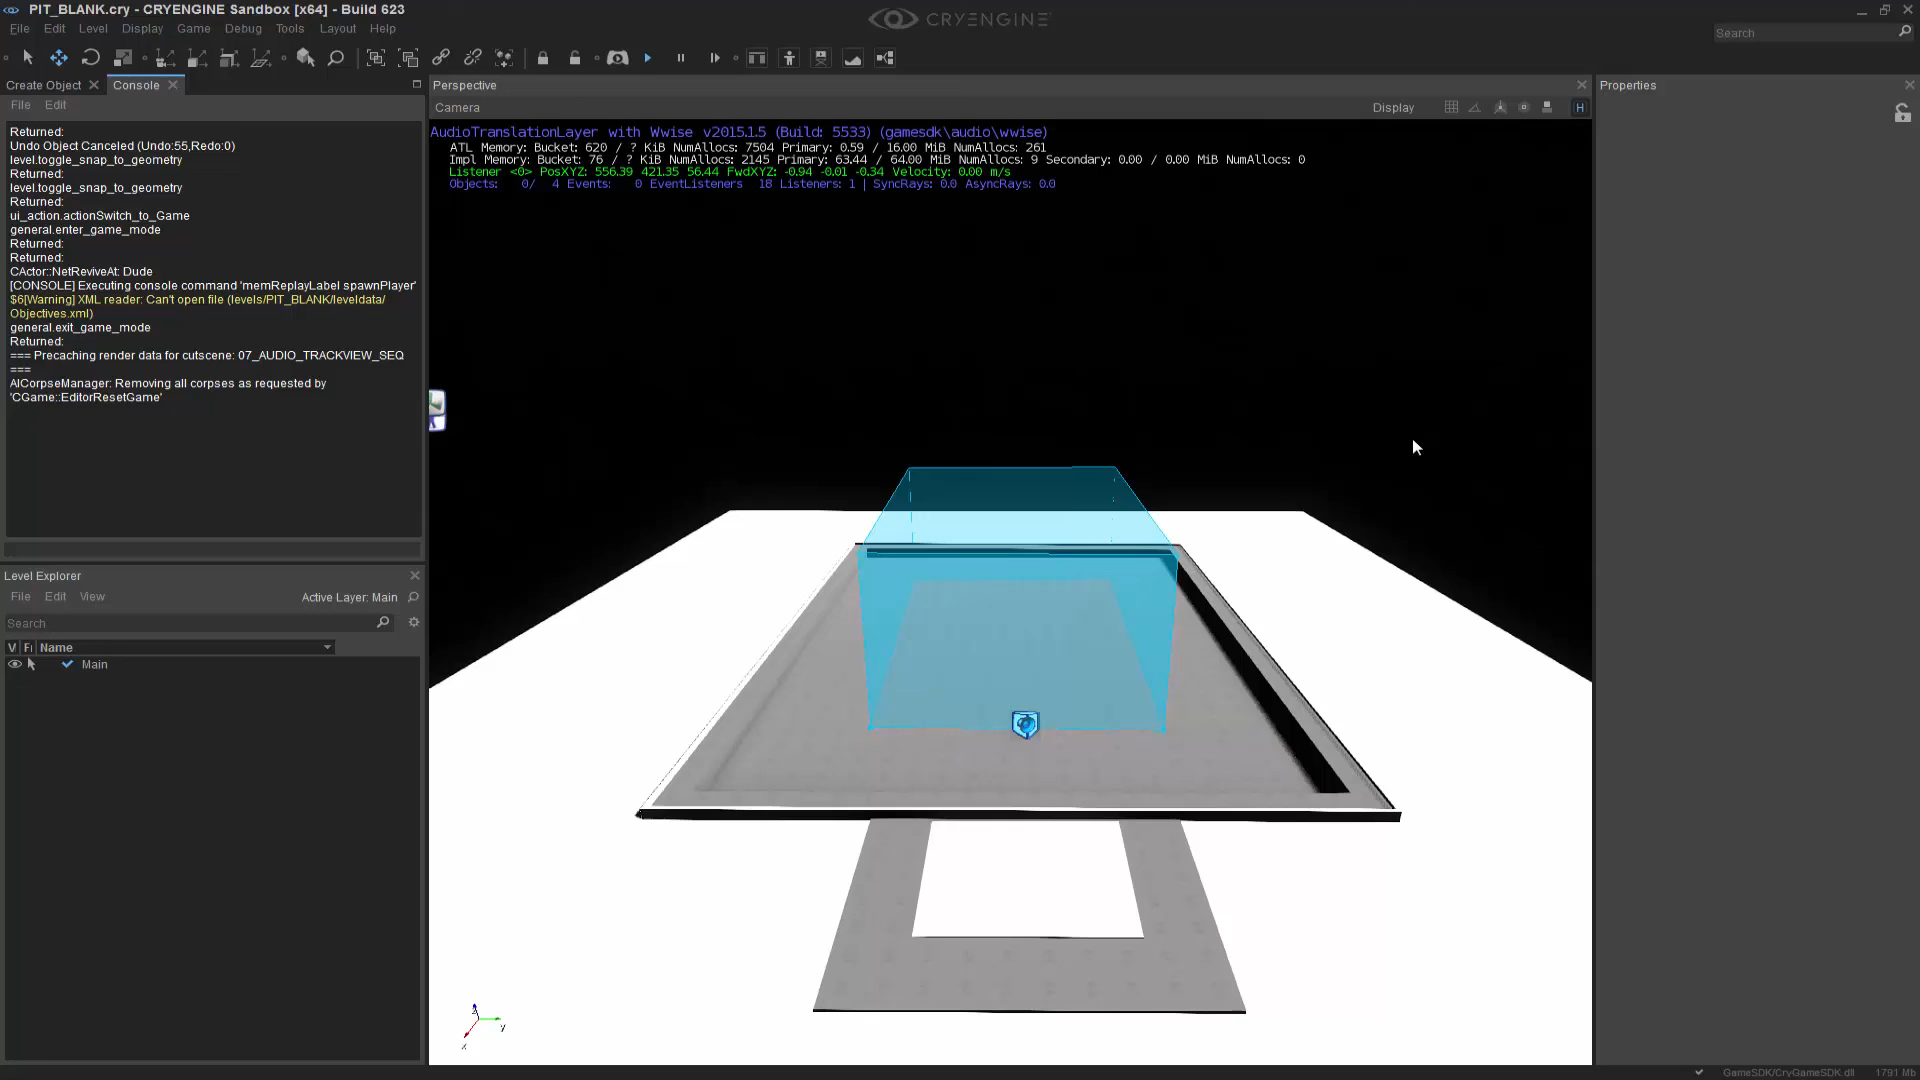 PIT_BLANK.cry - CRYENGINE Sandbox [x64] - Build 623
CRYENGINE
File Edit Level Display Game Debug Tools Layout Help
Search
Create Object Console
File Edit
Returned:
Undo Object Canceled (Undo:55,Redo:0)
level.toggle_snap_to_geometry
Returned:
level.toggle_snap_to_geometry
Returned:
ui_action.actionSwitch_to_Game
general.enter_game_mode
Returned:
Returned:
CActor::NetReviveAt: Dude
[CONSOLE] Executing console command 'memReplayLabel spawnPlayer'
$6[Warning] XML reader: Can't open file (levels/PIT_BLANK/leveldata/
Objectives.xml)
general.exit_game_mode
Returned:
=== Precaching render data for cutscene: 07_AUDIO_TRACKVIEW_SEQ
===
AICorpseManager: Removing all corpses as requested by
'CGame::EditorResetGame'
Level Explorer
File Edit View
Active Layer: Main
Search
V Fi Name
Main
Perspective
Camera
Display
H
AudioTranslationLayer with Wwise v2015.1.5 (Build: 5533) (gamesdk\audio\wwise)
ATL Memory: Bucket: 620 / ? KiB NumAllocs: 7504 Primary: 0.59 / 16.00 MiB NumAllocs: 261
Impl Memory: Bucket: 76 / ? KiB NumAllocs: 2145 Primary: 63.44 / 64.00 MiB NumAllocs: 9 Secondary: 0.00 / 0.00 MiB NumAllocs: 0
Listener <0> PosXYZ: 556.39 421.35 56.44 FwdXYZ: -0.94 -0.01 -0.34 Velocity: 0.00 m/s
Objects: 0/ 4 Events: 0 EventListeners 18 Listeners: 1 | SyncRays: 0.0 AsyncRays: 0.0
z
y
x
Properties
GameSDK/CryGameSDK.dll 1791 Mb